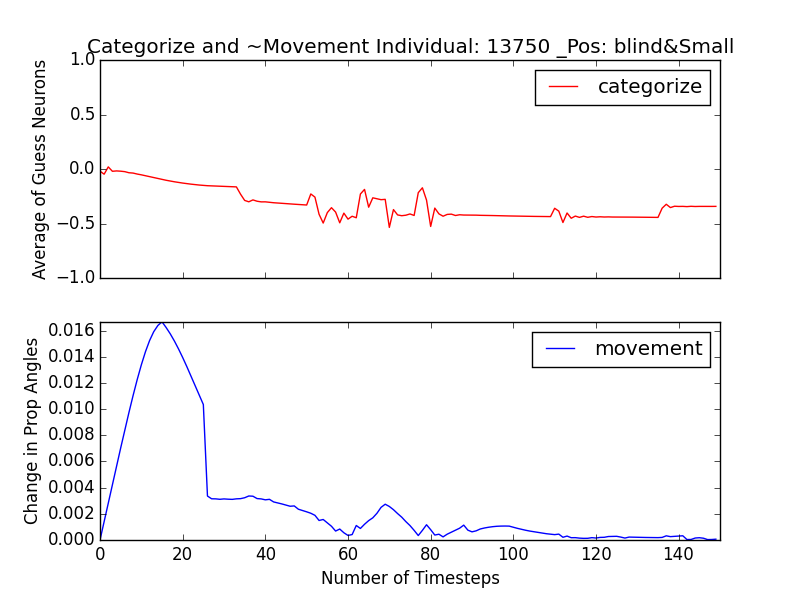 Categorize and ~Movement Individual: 13750 _Pos: blind&Small
1.0
0.5
0.0
−0.5
−1.0
Average of Guess Neurons
categorize
0.016
0.014
0.012
0.010
0.008
0.006
0.004
0.002
0.000
Change in Prop Angles
movement
0 20 40 60 80 100 120 140
Number of Timesteps